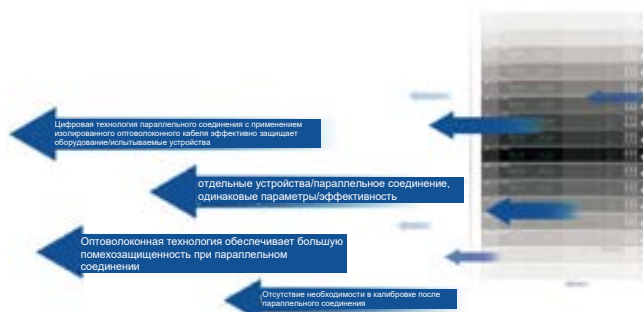 Цифровая технология параллельного соединения с применением
изолированного оптоволоконного кабеля эффективно защищает
оборудование/испытываемые устройства
отдельные устройства/параллельное соединение,
одинаковые параметры/эффективность
Оптоволоконная технология обеспечивает большую
помехозащищенность при параллельном
соединении
Отсутствие необходимости в калибровке после
параллельного соединения